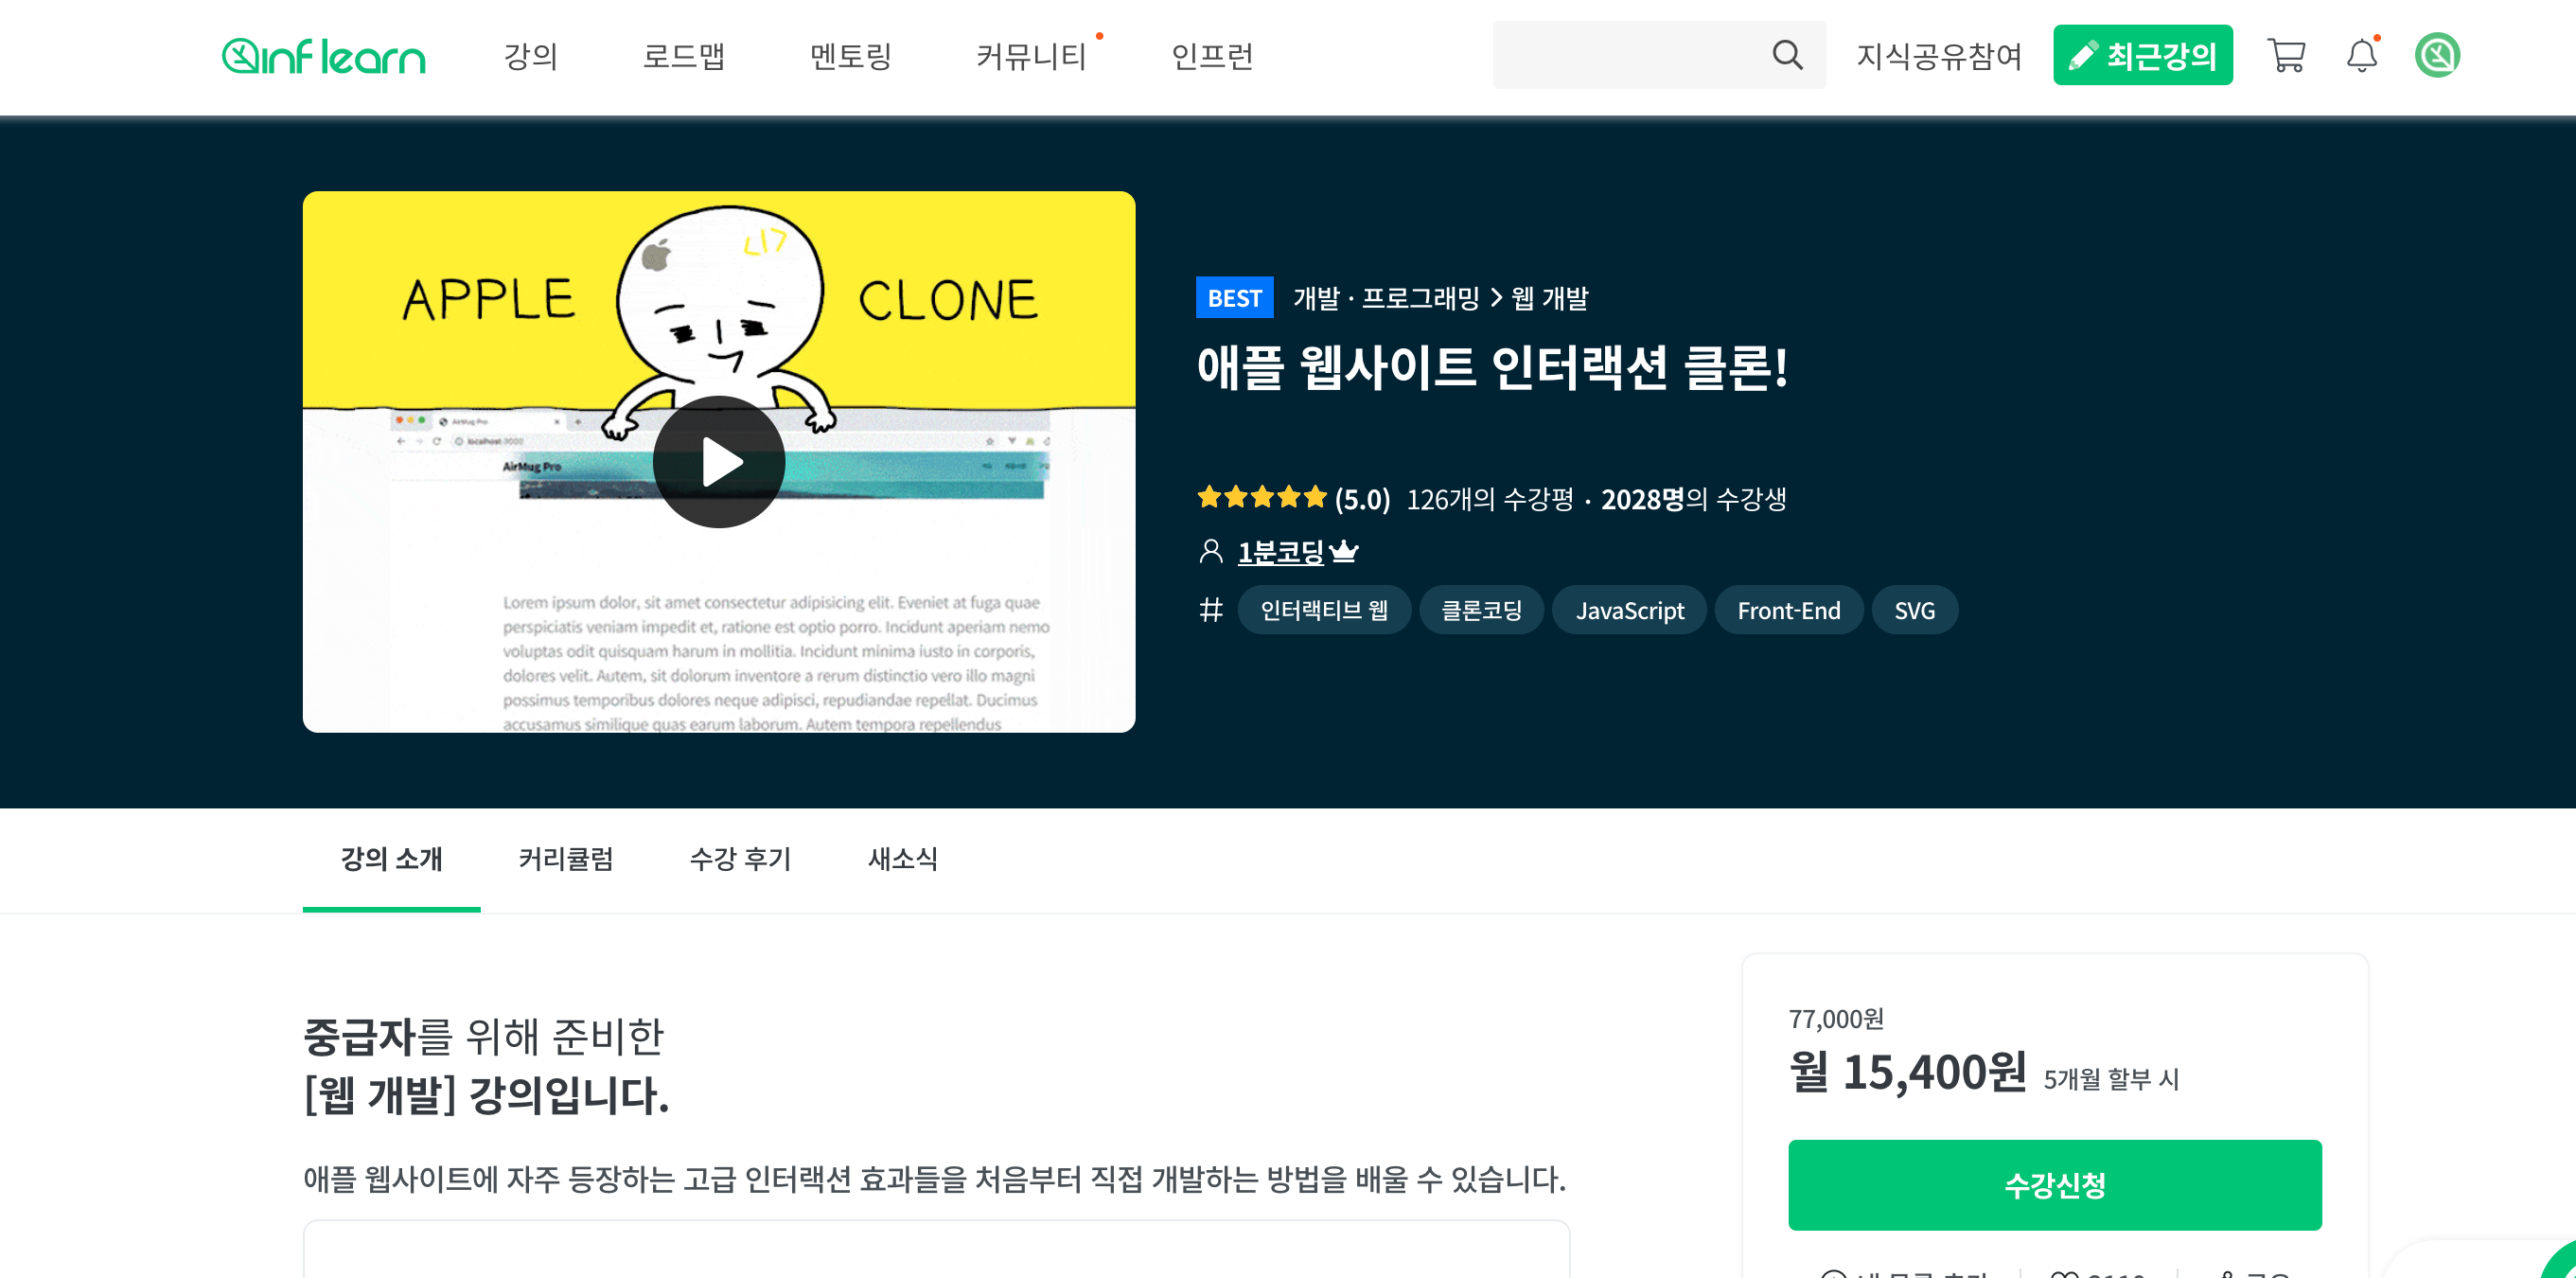 inflearn
강의
로드맵
멘토링
커뮤니티
인프런
지식공유참여
최근강의
APPLE
CLONE
AirMug Pro
localhost:3000
AirMug Pro
Lorem ipsum dolor, sit amet consectetur adipisicing elit. Eveniet at fuga quae
perspiciatis veniam impedit et, ratione est optio porro. Incidunt aperiam nemo
voluptas odit quisquam harum in mollitia. Incidunt minima iusto in corporis,
dolores velit. Autem, sit dolorum inventore a rerum distinctio vero illo magni
possimus temporibus dolores neque adipisci, repudiandae repellat. Ducimus
accusamus similique quas earum laborum. Autem tempora repellendus
BEST 개발 · 프로그래밍 > 웹 개발
애플 웹사이트 인터랙션 클론!
(5.0) 126개의 수강평 · 2028명의 수강생
1분코딩
# 인터랙티브 웹 클론코딩 JavaScript Front-End SVG
강의 소개
커리큘럼
수강 후기
새소식
중급자를 위해 준비한
[웹 개발] 강의입니다.
애플 웹사이트에 자주 등장하는 고급 인터랙션 효과들을 처음부터 직접 개발하는 방법을 배울 수 있습니다.
77,000원
월 15,400원 5개월 할부 시
수강신청